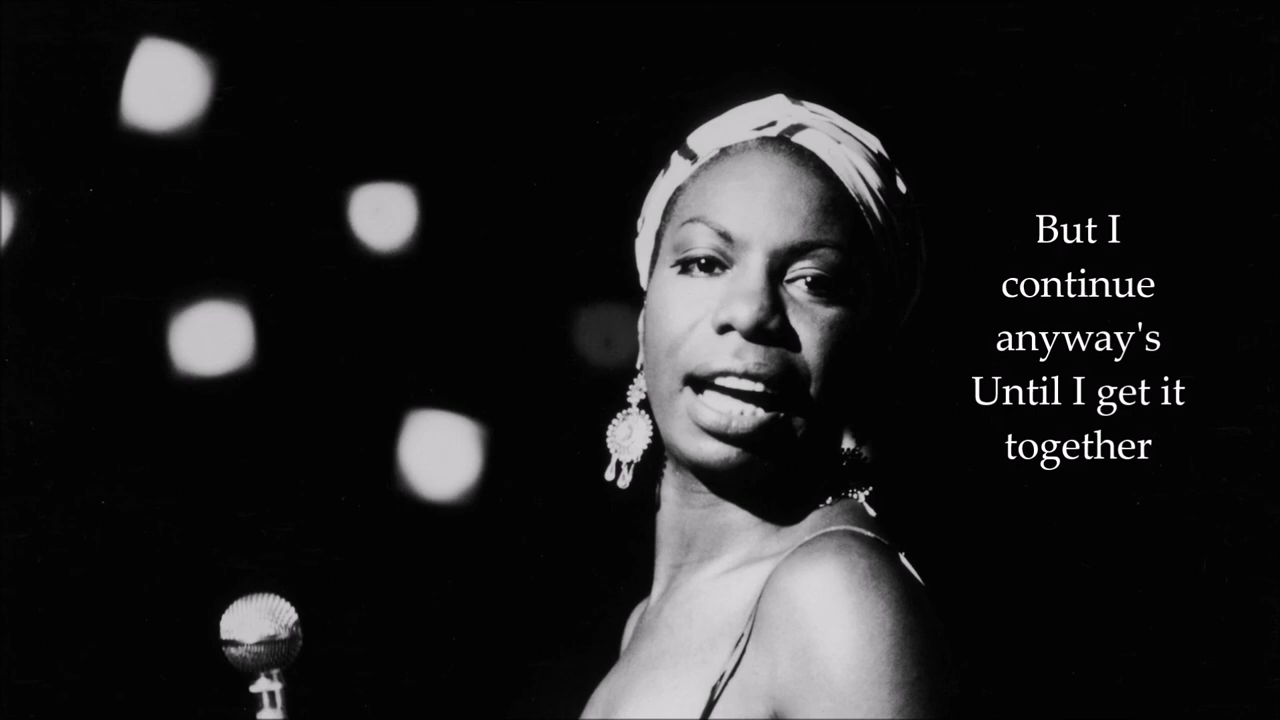 But I
continue
anyway's
Until I get it
together